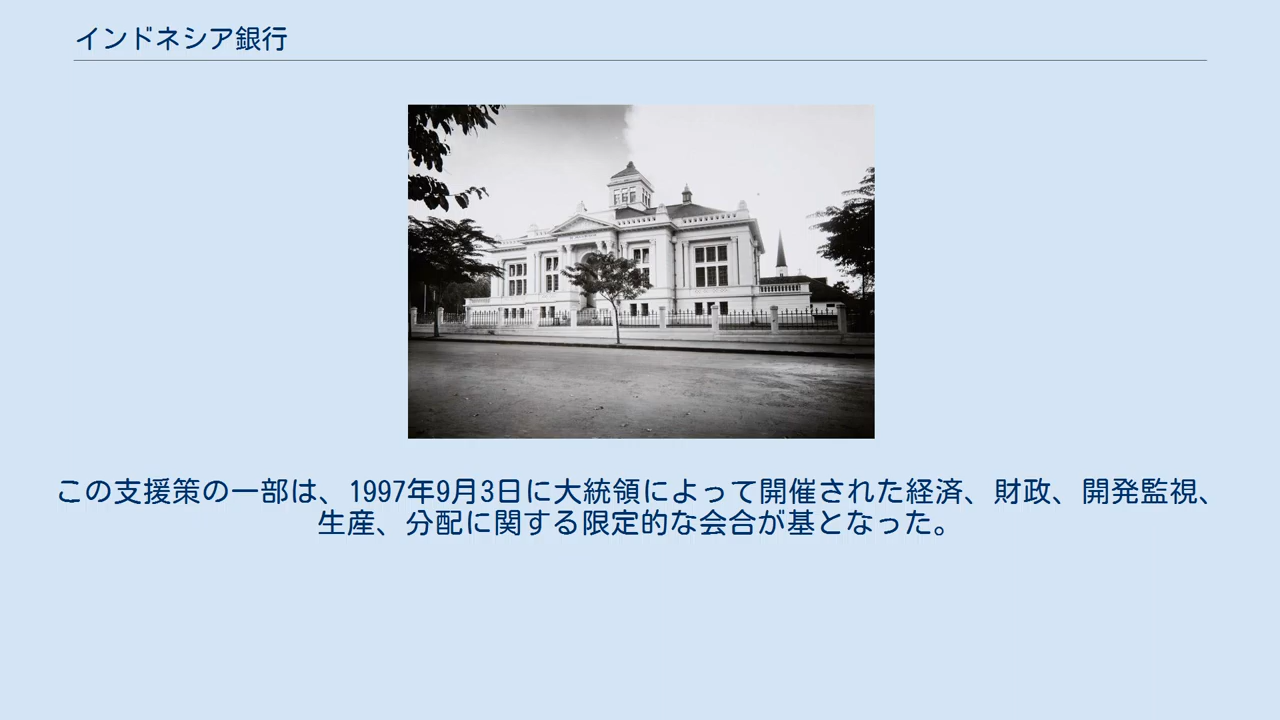 インドネシア銀行
この支援策の一部は、1997年9月3日に大統領によって開催された経済、財政、開発監視、
生産、分配に関する限定的な会合が基となった。